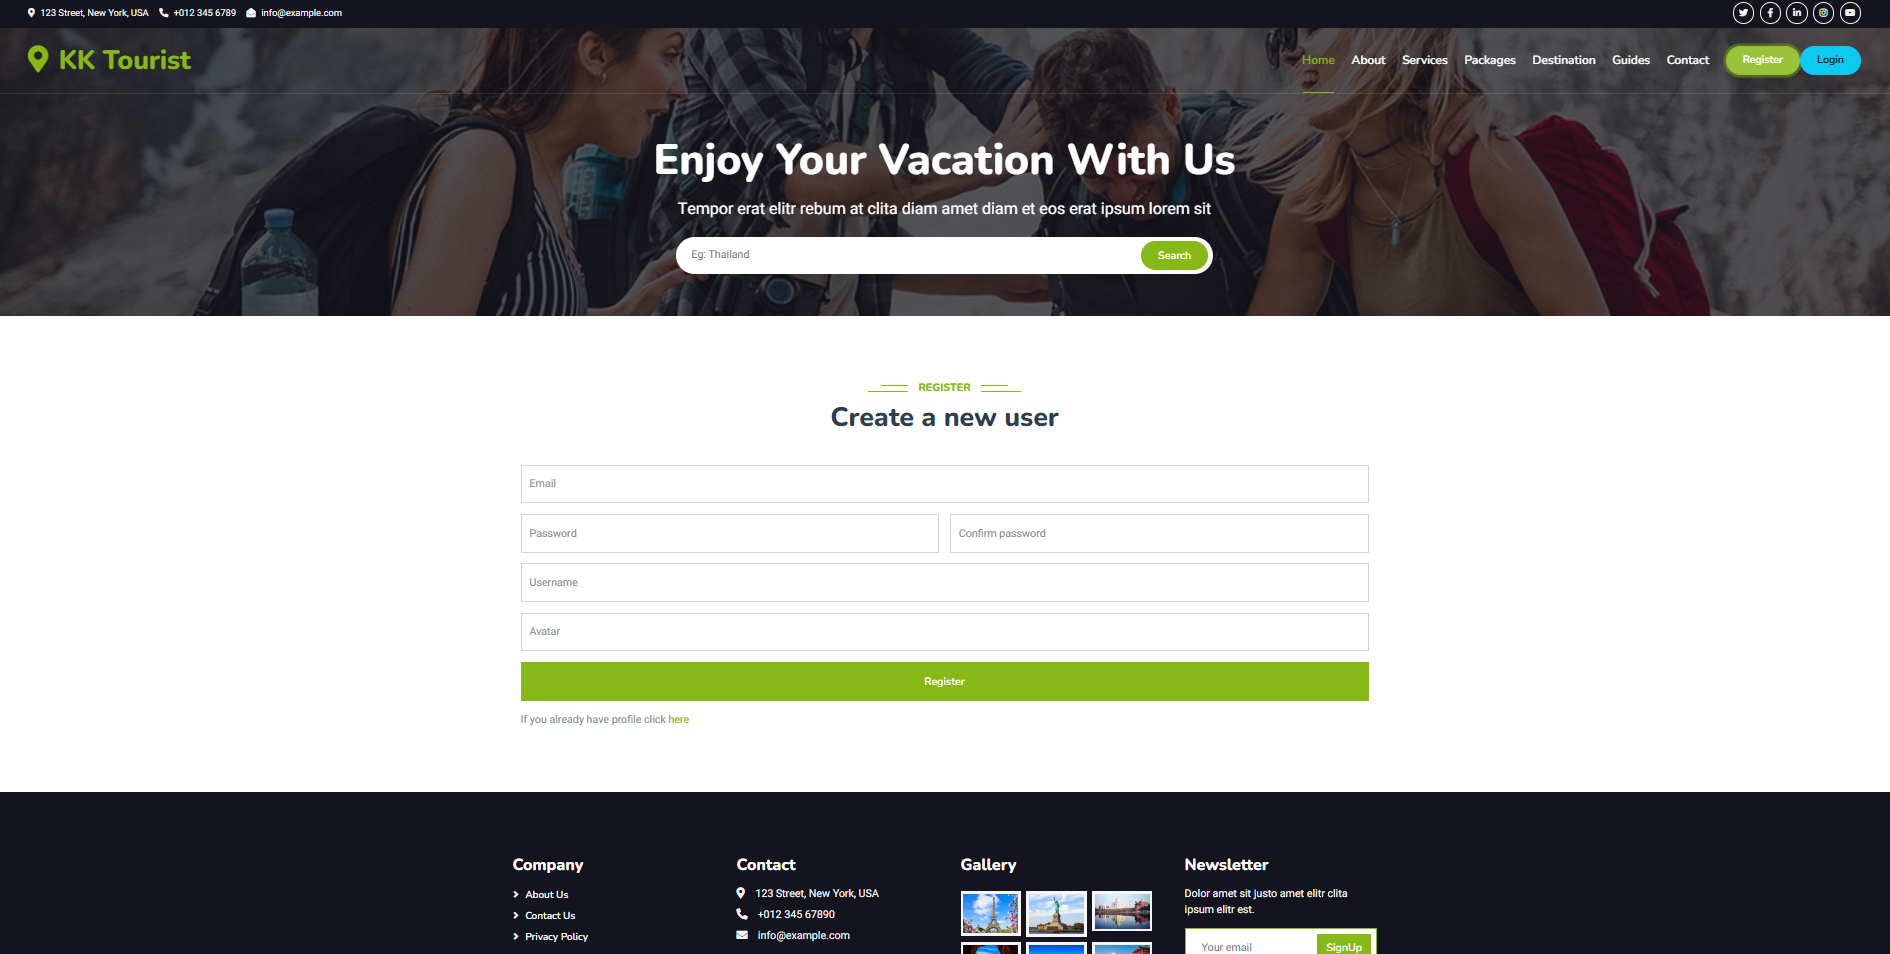 123 Street, New York, USA +012 345 6789 info@example.com
KK Tourist
Home About Services Packages Destination Guides Contact Register Login
Enjoy Your Vacation With Us
Tempor erat elitr rebum at clita diam amet diam et eos erat ipsum lorem sit
Eg: Thailand Search
REGISTER
Create a new user
Email
Password Confirm password
Username
Avatar
Register
If you already have profile click here
Company
About Us
Contact Us
Privacy Policy
Contact
123 Street, New York, USA
+012 345 67890
info@example.com
Gallery
Newsletter
Dolor amet sit justo amet elitr clita
ipsum elitr est.
Your email SignUp